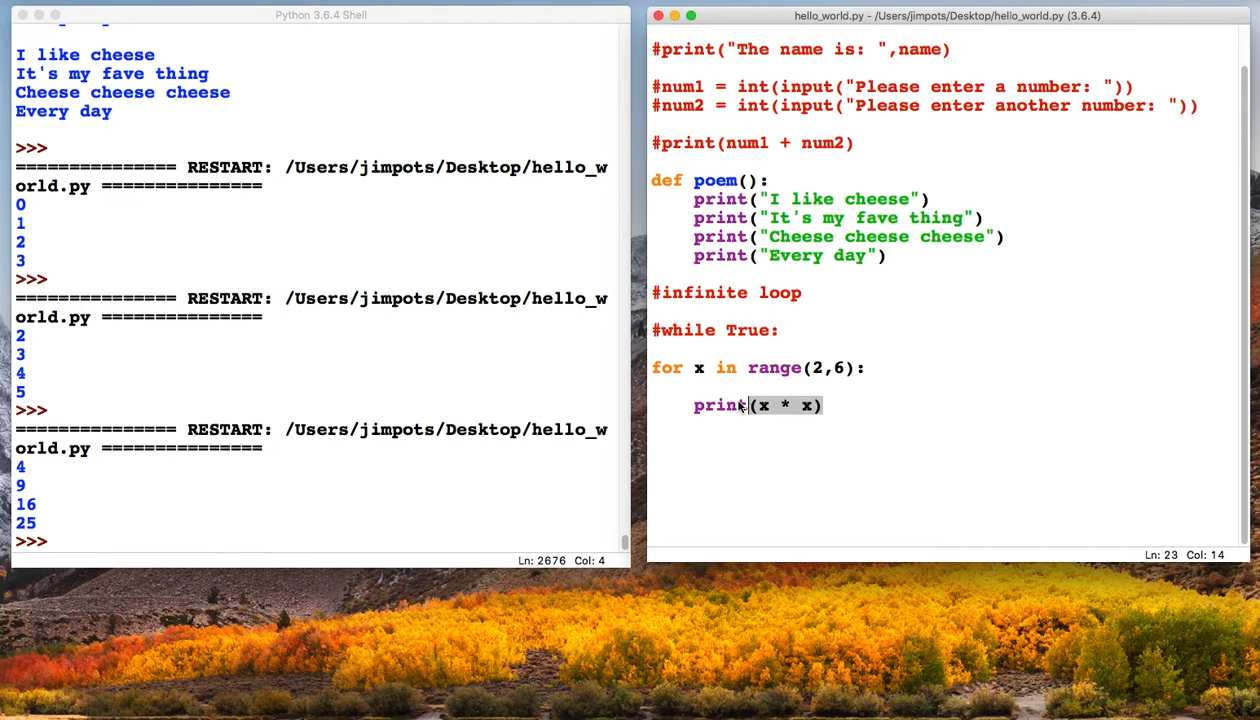 Python 3.6.4 Shell
I like cheese
It's my fave thing
Cheese cheese cheese
Every day
>>>
=============== RESTART: /Users/jimpots/Desktop/hello_w
orld.py ===============
0
1
2
3
>>>
=============== RESTART: /Users/jimpots/Desktop/hello_w
orld.py ===============
2
3
4
5
>>>
=============== RESTART: /Users/jimpots/Desktop/hello_w
orld.py ===============
4
9
16
25
>>>
Ln: 2676 Col: 4
hello_world.py - /Users/jimpots/Desktop/hello_world.py (3.6.4)
#print("The name is: ",name)
#num1 = int(input("Please enter a number: "))
#num2 = int(input("Please enter another number: "))
#print(num1 + num2)
def poem():
    print("I like cheese")
    print("It's my fave thing")
    print("Cheese cheese cheese")
    print("Every day")
#infinite loop
#while True:
for x in range(2,6):
    print(x * x)
Ln: 23 Col: 14